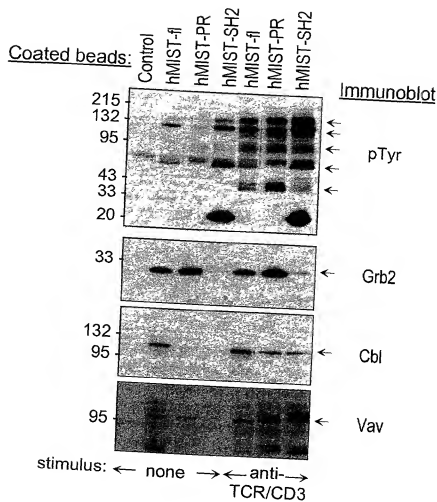 Coated beads:
Control
hMIST-fl
hMIST-PR
hMIST-SH2
hMIST-fl
hMIST-PR
hMIST-SH2
Immunoblot
215
132
95
43
33
20
pTyr
33
Grb2
132
95
Cbl
95
Vav
stimulus: ← none → ← anti- →
TCR/CD3